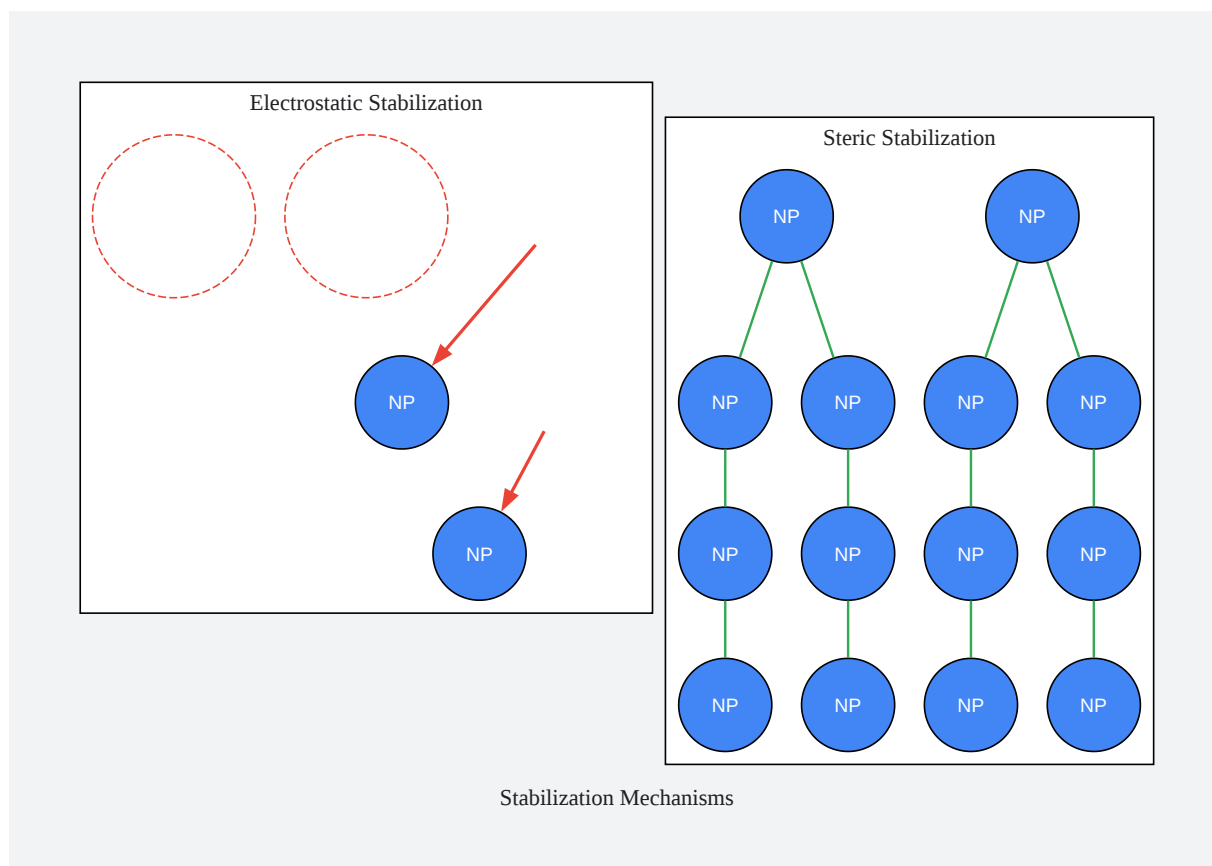 Electrostatic Stabilization
NP
NP
Steric Stabilization
NP NP
NP NP NP NP
NP NP NP NP
NP NP NP NP
Stabilization Mechanisms